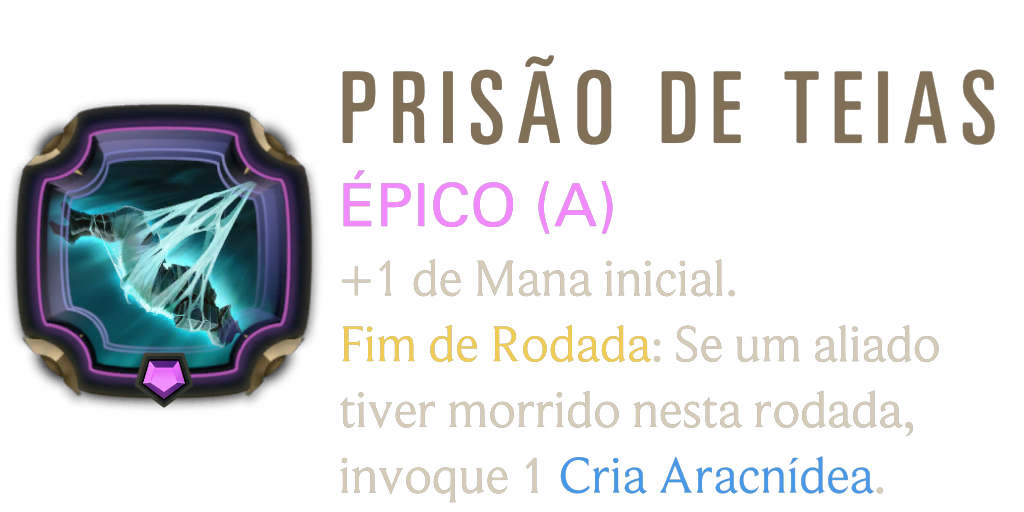 PRISÃO DE TEIAS
ÉPICO (A)
+1 de Mana inicial.
Fim de Rodada: Se um aliado
tiver morrido nesta rodada,
invoque 1 Cria Aracnídea.